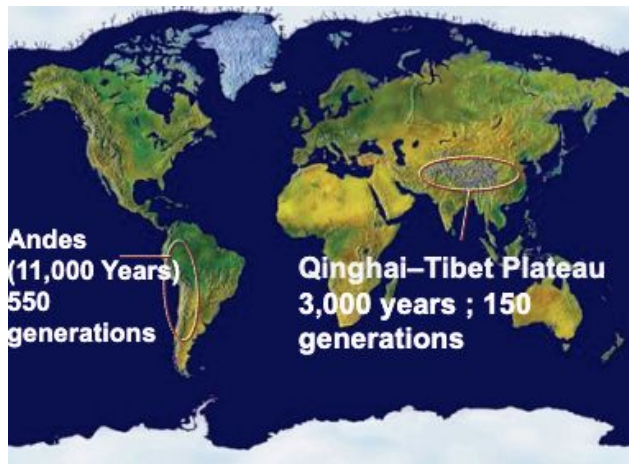 Andes
(11,000 Years)
550
generations
Qinghai–Tibet Plateau
3,000 years ; 150
generations